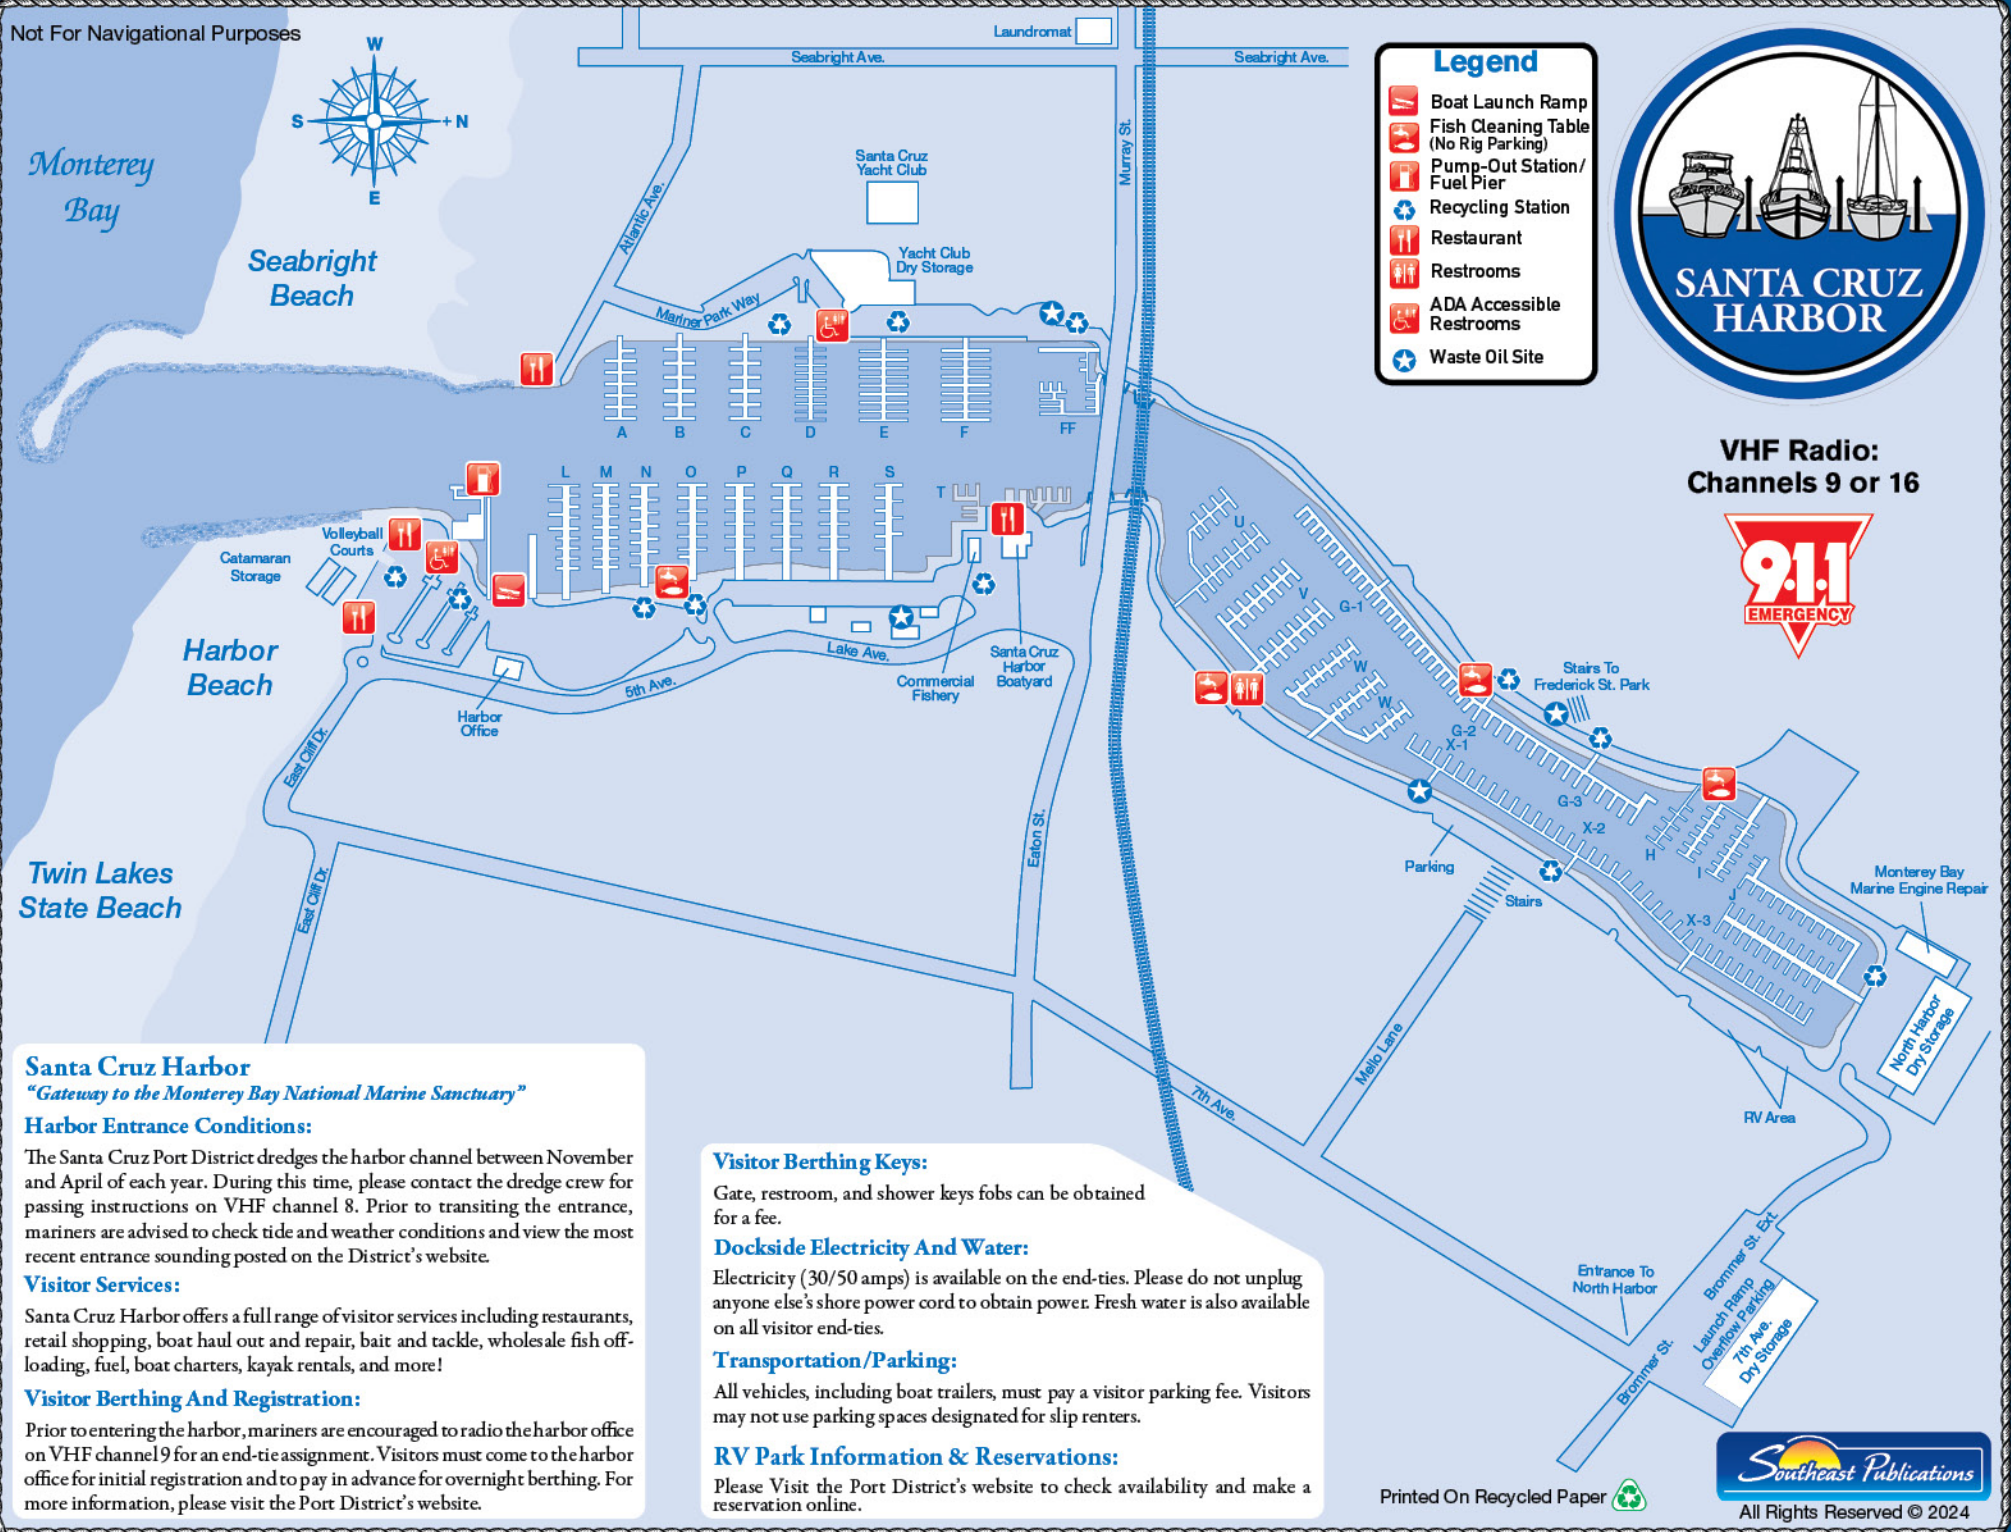 Not For Navigational Purposes
W
S
N
E
Monterey
Bay
Seabright
Beach
Laundromat
Seabright Ave.
Seabright Ave.
Murray St.
Atlantic Ave.
Santa Cruz
Yacht Club
Yacht Club
Dry Storage
Mariner Park Way
Legend
Boat Launch Ramp
Fish Cleaning Table
(No Rig Parking)
Pump-Out Station/
Fuel Pier
Recycling Station
Restaurant
Restrooms
ADA Accessible
Restrooms
Waste Oil Site
SANTA CRUZ
HARBOR
VHF Radio:
Channels 9 or 16
9.1.1
EMERGENCY
A
B
C
D
E
F
FF
L
M
N
O
P
Q
R
S
T
Volleyball
Courts
Catamaran
Storage
Harbor
Beach
Harbor
Office
5th Ave.
Lake Ave.
Commercial
Fishery
Santa Cruz
Harbor
Boatyard
U
V
G-1
W
W
G-2
X-1
G-3
X-2
H
I
J
X-3
Stairs To
Frederick St. Park
East Cliff Dr.
East Cliff Dr.
Eaton St.
Twin Lakes
State Beach
Parking
Stairs
Monterey Bay
Marine Engine Repair
North Harbor
Dry Storage
RV Area
Mello Lane
7th Ave.
Entrance To
North Harbor
Brommer St. Ext.
Launch Ramp
Overflow Parking
7th Ave.
Dry Storage
Brommer St.
Santa Cruz Harbor
“Gateway to the Monterey Bay National Marine Sanctuary”
Harbor Entrance Conditions:
The Santa Cruz Port District dredges the harbor channel between November
and April of each year. During this time, please contact the dredge crew for
passing instructions on VHF channel 8. Prior to transiting the entrance,
mariners are advised to check tide and weather conditions and view the most
recent entrance sounding posted on the District’s website.
Visitor Services:
Santa Cruz Harbor offers a full range of visitor services including restaurants,
retail shopping, boat haul out and repair, bait and tackle, wholesale fish off-
loading, fuel, boat charters, kayak rentals, and more!
Visitor Berthing And Registration:
Prior to entering the harbor, mariners are encouraged to radio the harbor office
on VHF channel 9 for an end-tie assignment. Visitors must come to the harbor
office for initial registration and to pay in advance for overnight berthing. For
more information, please visit the Port District’s website.
Visitor Berthing Keys:
Gate, restroom, and shower keys fobs can be obtained
for a fee.
Dockside Electricity And Water:
Electricity (30/50 amps) is available on the end-ties. Please do not unplug
anyone else’s shore power cord to obtain power. Fresh water is also available
on all visitor end-ties.
Transportation/Parking:
All vehicles, including boat trailers, must pay a visitor parking fee. Visitors
may not use parking spaces designated for slip renters.
RV Park Information & Reservations:
Please Visit the Port District’s website to check availability and make a
reservation online.
Printed On Recycled Paper
Southeast Publications
All Rights Reserved © 2024